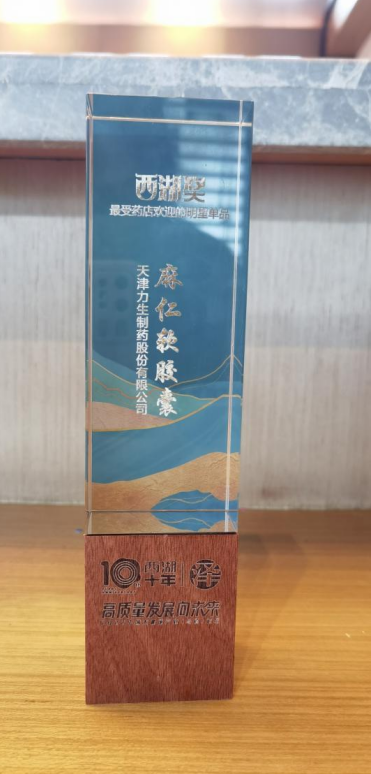 西湖奖
最受药店欢迎的明星单品
麻仁软胶囊
天津力生制药股份有限公司
10
西湖
十年
高质量发展向未来